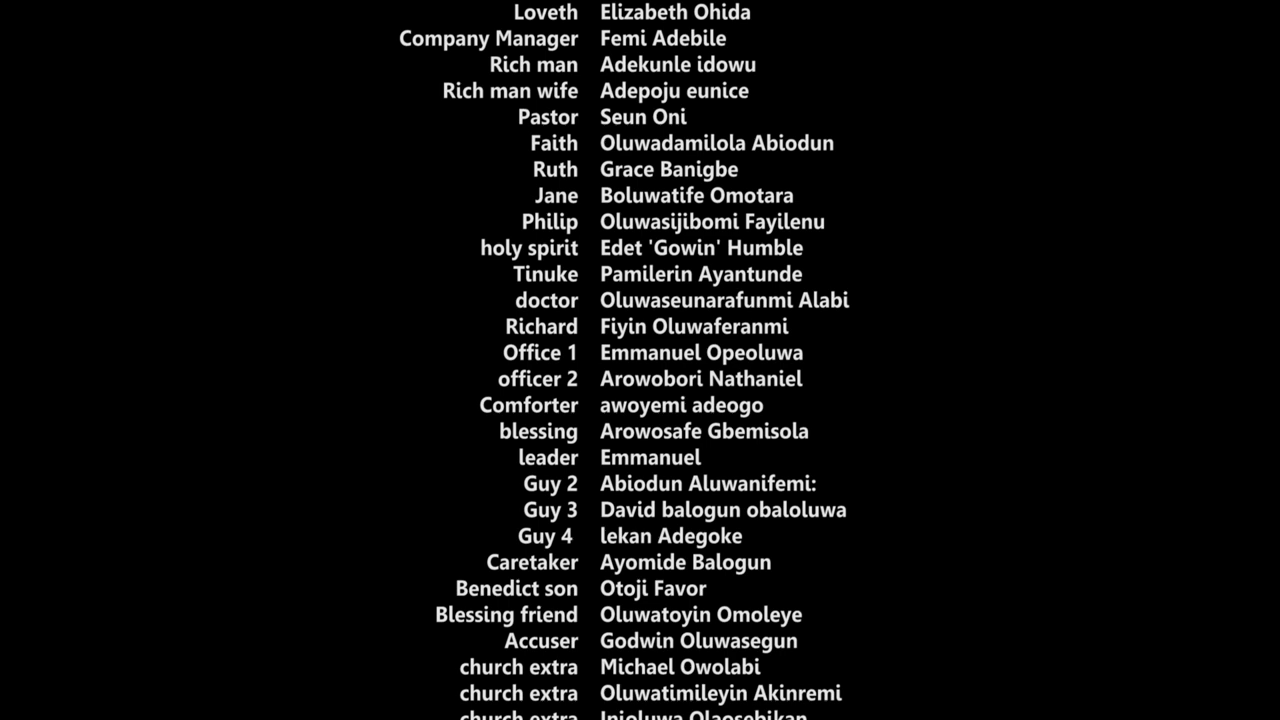 Loveth Elizabeth Ohida
Company Manager Femi Adebile
Rich man Adekunle idowu
Rich man wife Adepoju eunice
Pastor Seun Oni
Faith Oluwadamilola Abiodun
Ruth Grace Banigbe
Jane Boluwatife Omotara
Philip Oluwasijibomi Fayilenu
holy spirit Edet 'Gowin' Humble
Tinuke Pamilerin Ayantunde
doctor Oluwaseunarafunmi Alabi
Richard Fiyin Oluwaferanmi
Office 1 Emmanuel Opeoluwa
officer 2 Arowobori Nathaniel
Comforter awoyemi adeogo
blessing Arowosafe Gbemisola
leader Emmanuel
Guy 2 Abiodun Aluwanifemi:
Guy 3 David balogun obaloluwa
Guy 4 lekan Adegoke
Caretaker Ayomide Balogun
Benedict son Otoji Favor
Blessing friend Oluwatoyin Omoleye
Accuser Godwin Oluwasegun
church extra Michael Owolabi
church extra Oluwatimileyin Akinremi
church extra